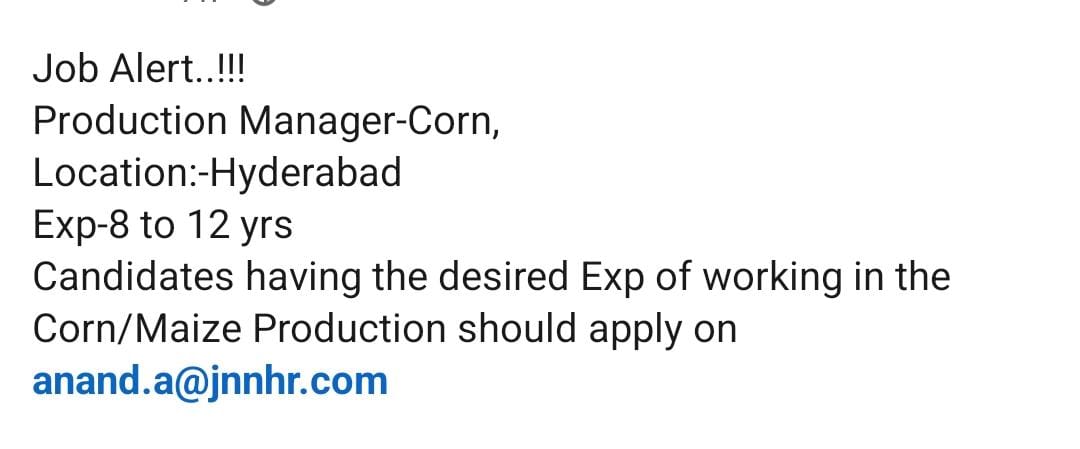 Job Alert..!!!
Production Manager-Corn,
Location:-Hyderabad
Exp-8 to 12 yrs
Candidates having the desired Exp of working in the
Corn/Maize Production should apply on
anand.a@jnnhr.com